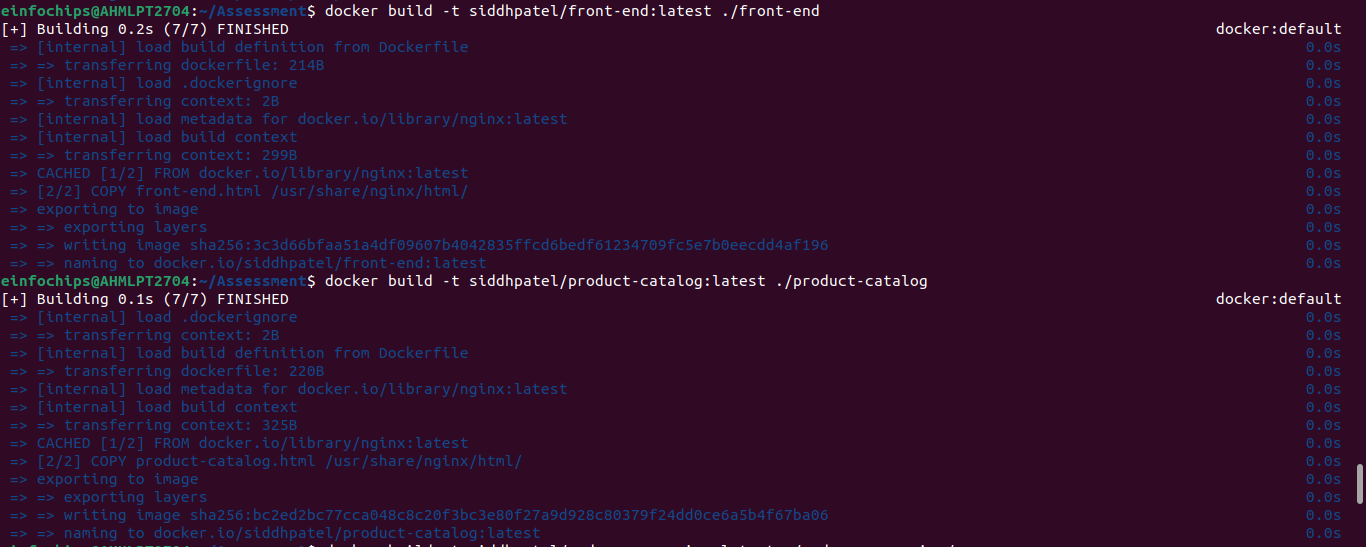 einfochips@AHMLPT2704:~/Assessment$ docker build -t siddhpatel/front-end:latest ./front-end
[+] Building 0.2s (7/7) FINISHED docker:default
=> [internal] load build definition from Dockerfile 0.0s
=> => transferring dockerfile: 214B 0.0s
=> [internal] load .dockerignore 0.0s
=> => transferring context: 2B 0.0s
=> [internal] load metadata for docker.io/library/nginx:latest 0.0s
=> [internal] load build context 0.0s
=> => transferring context: 299B 0.0s
=> CACHED [1/2] FROM docker.io/library/nginx:latest 0.0s
=> [2/2] COPY front-end.html /usr/share/nginx/html/ 0.0s
=> exporting to image 0.0s
=> => exporting layers 0.0s
=> => writing image sha256:3c3d66bfaa51a4df09607b4042835ffcd6bedf61234709fc5e7b0eecdd4af196 0.0s
=> => naming to docker.io/siddhpatel/front-end:latest 0.0s
einfochips@AHMLPT2704:~/Assessment$ docker build -t siddhpatel/product-catalog:latest ./product-catalog
[+] Building 0.1s (7/7) FINISHED docker:default
=> [internal] load .dockerignore 0.0s
=> => transferring context: 2B 0.0s
=> [internal] load build definition from Dockerfile 0.0s
=> => transferring dockerfile: 220B 0.0s
=> [internal] load metadata for docker.io/library/nginx:latest 0.0s
=> [internal] load build context 0.0s
=> => transferring context: 325B 0.0s
=> CACHED [1/2] FROM docker.io/library/nginx:latest 0.0s
=> [2/2] COPY product-catalog.html /usr/share/nginx/html/ 0.0s
=> exporting to image 0.0s
=> => exporting layers 0.0s
=> => writing image sha256:bc2ed2bc77cca048c8c20f3bc3e80f27a9d928c80379f24dd0ce6a5b4f67ba06 0.0s
=> => naming to docker.io/siddhpatel/product-catalog:latest 0.0s